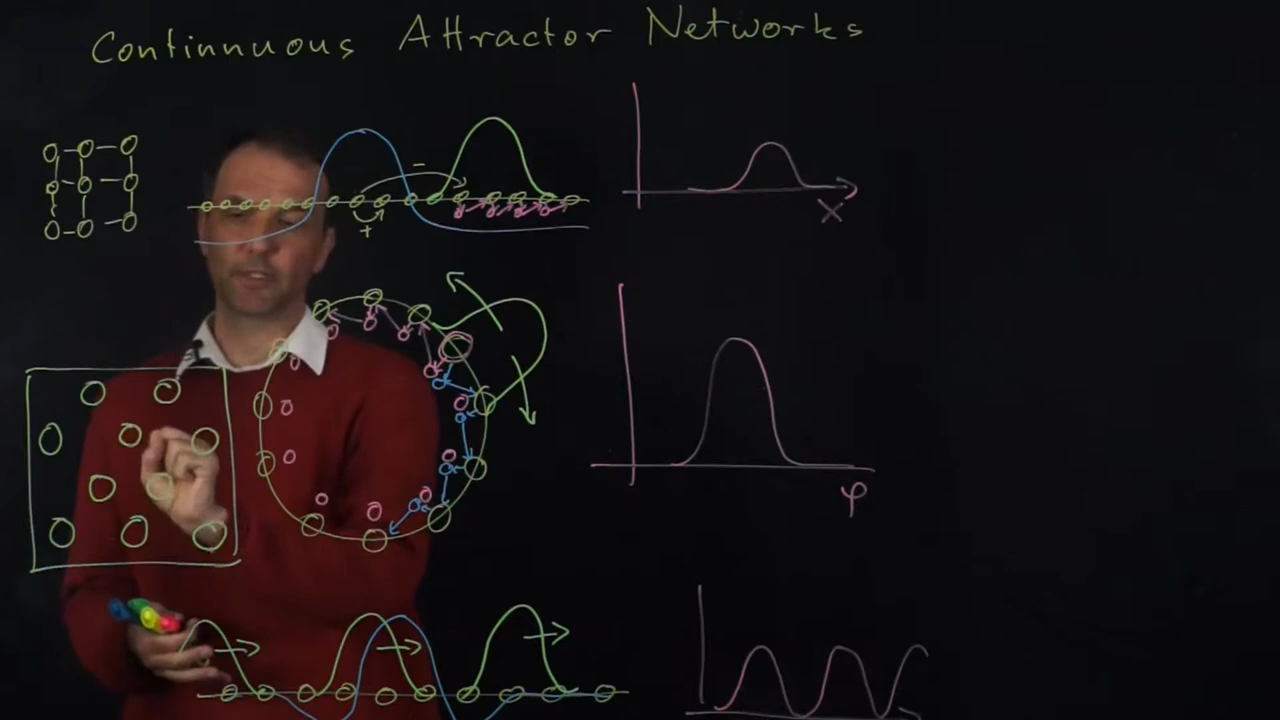 Continnuous Attractor Networks
-
+
X
φ